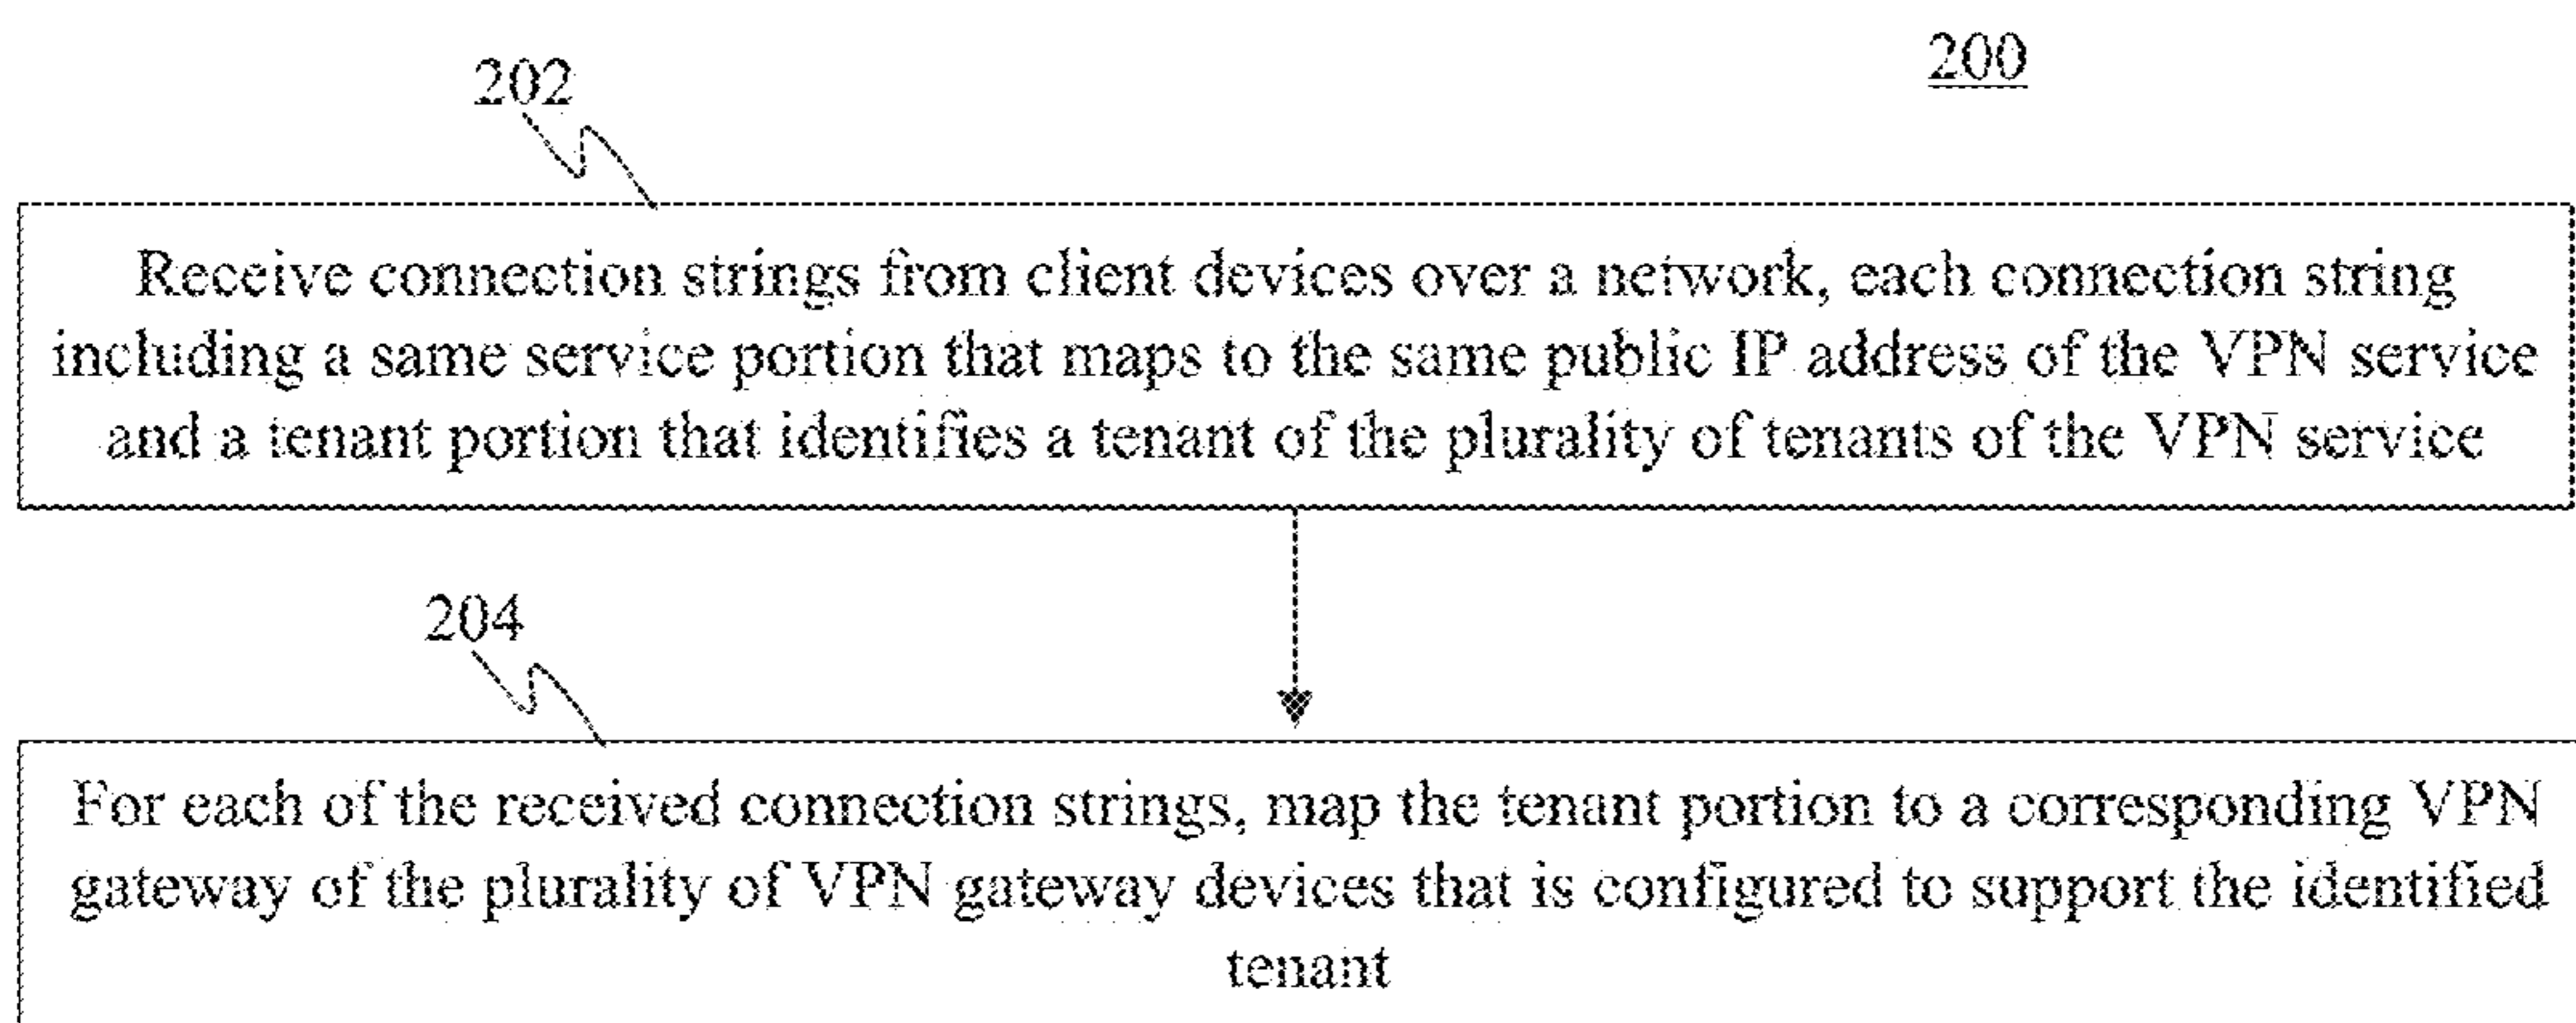 200
202
Receive connection strings from client devices over a network, each connection string
including a same service portion that maps to the same public IP address of the VPN service
and a tenant portion that identifies a tenant of the plurality of tenants of the VPN service
204
For each of the received connection strings, map the tenant portion to a corresponding VPN
gateway of the plurality of VPN gateway devices that is configured to support the identified
tenant